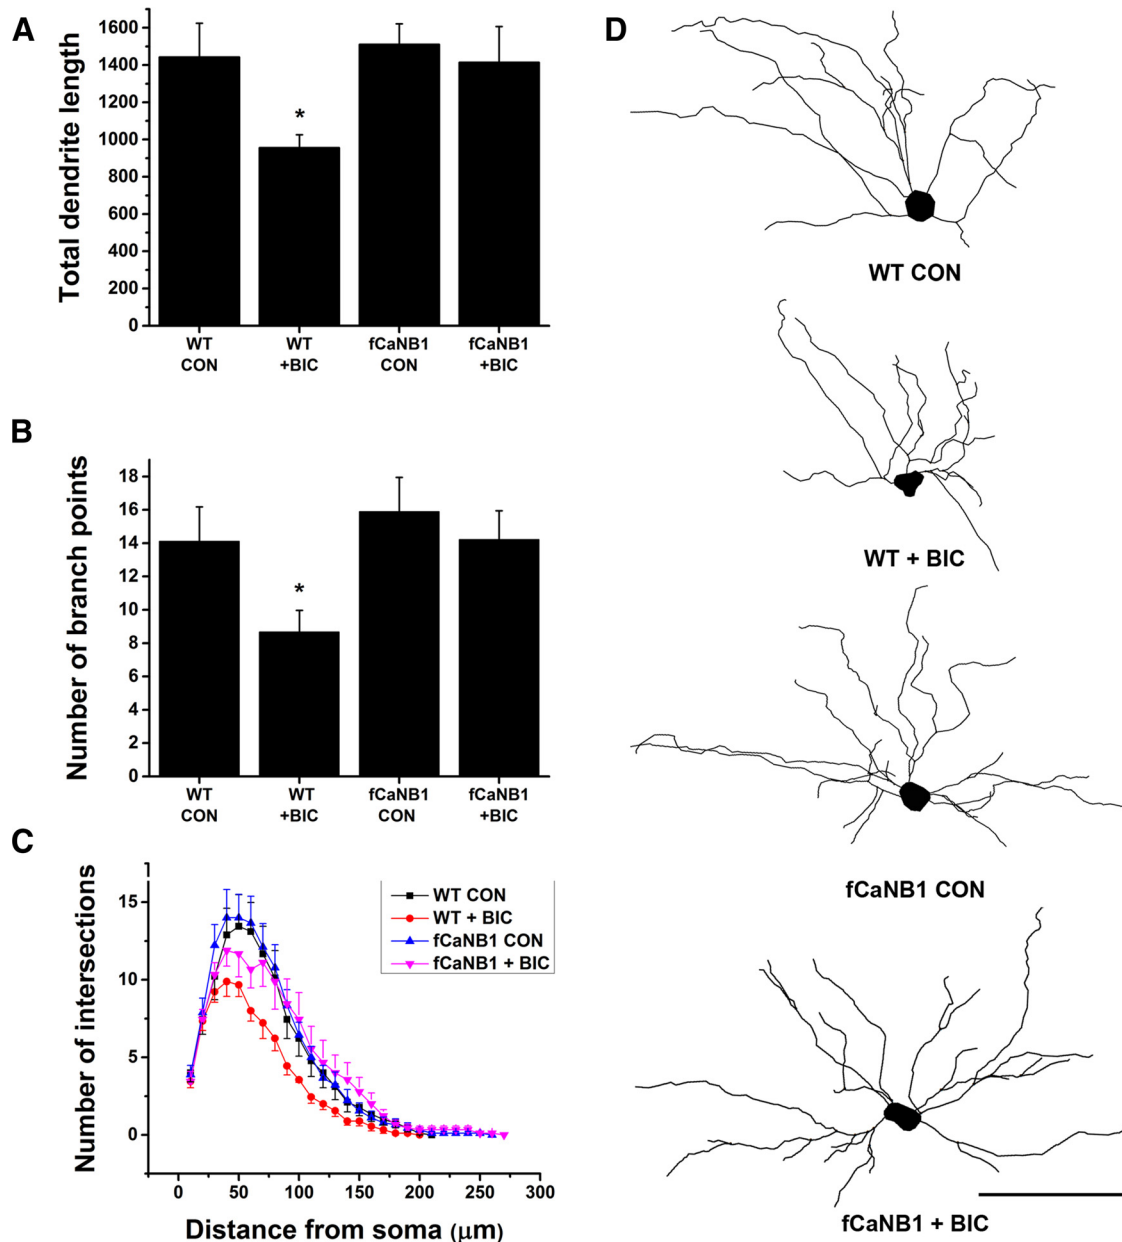 A
Total dendrite length
1600
1400
1200
1000
800
600
400
200
0
*
WT
CON
WT
+BIC
fCaNB1
CON
fCaNB1
+BIC
B
Number of branch points
18
16
14
12
10
8
6
4
2
0
*
WT
CON
WT
+BIC
fCaNB1
CON
fCaNB1
+BIC
C
Number of intersections
15
10
5
0
WT CON
WT + BIC
fCaNB1 CON
fCaNB1 + BIC
0
50
100
150
200
250
300
Distance from soma (μm)
D
WT CON
WT + BIC
fCaNB1 CON
fCaNB1 + BIC